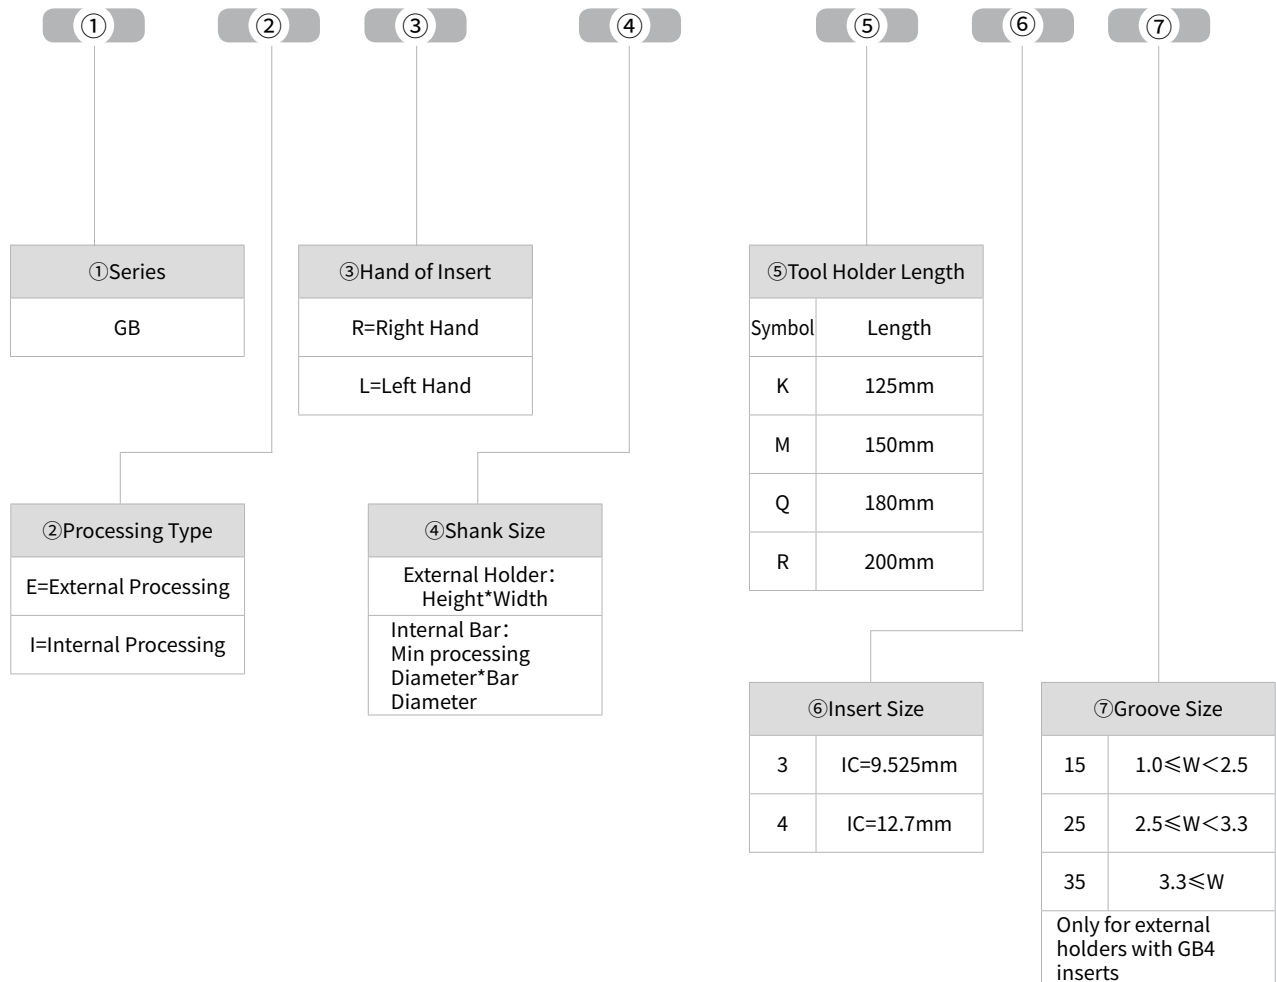 ① ② ③ ④ ⑤ ⑥ ⑦
①Series
GB
③Hand of Insert
R=Right Hand
L=Left Hand
⑤Tool Holder Length
Symbol Length
K 125mm
M 150mm
Q 180mm
R 200mm
②Processing Type
E=External Processing
I=Internal Processing
④Shank Size
External Holder：
Height*Width
Internal Bar：
Min processing
Diameter*Bar
Diameter
⑥Insert Size
3 IC=9.525mm
4 IC=12.7mm
⑦Groove Size
15 1.0≤W＜2.5
25 2.5≤W＜3.3
35 3.3≤W
Only for external
holders with GB4
inserts